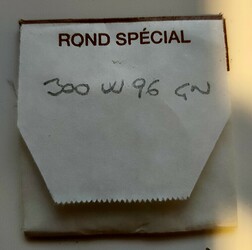 ROND SPÉCIAL
300 W 96 GN